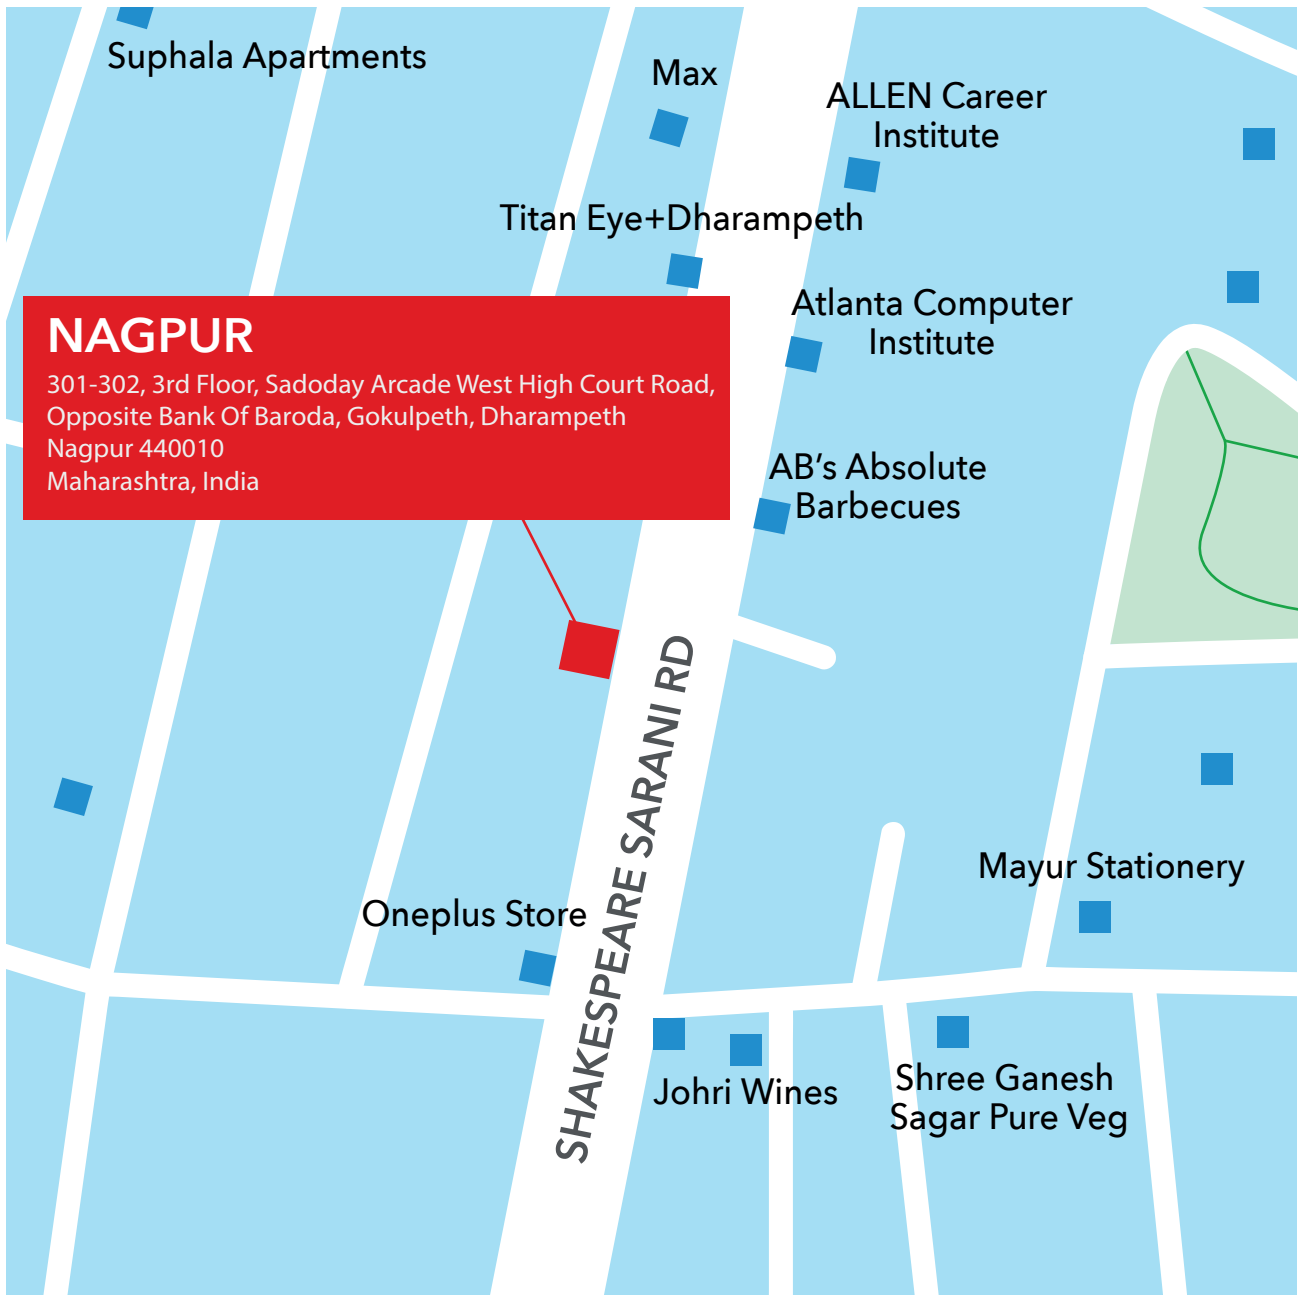 Suphala Apartments
Max
ALLEN Career
Institute
Titan Eye+Dharampeth
Atlanta Computer
Institute
NAGPUR
301-302, 3rd Floor, Sadoday Arcade West High Court Road,
Opposite Bank Of Baroda, Gokulpeth, Dharampeth
Nagpur 440010
Maharashtra, India
AB’s Absolute
Barbecues
SHAKESPEARE SARANI RD
Mayur Stationery
Oneplus Store
Johri Wines
Shree Ganesh
Sagar Pure Veg